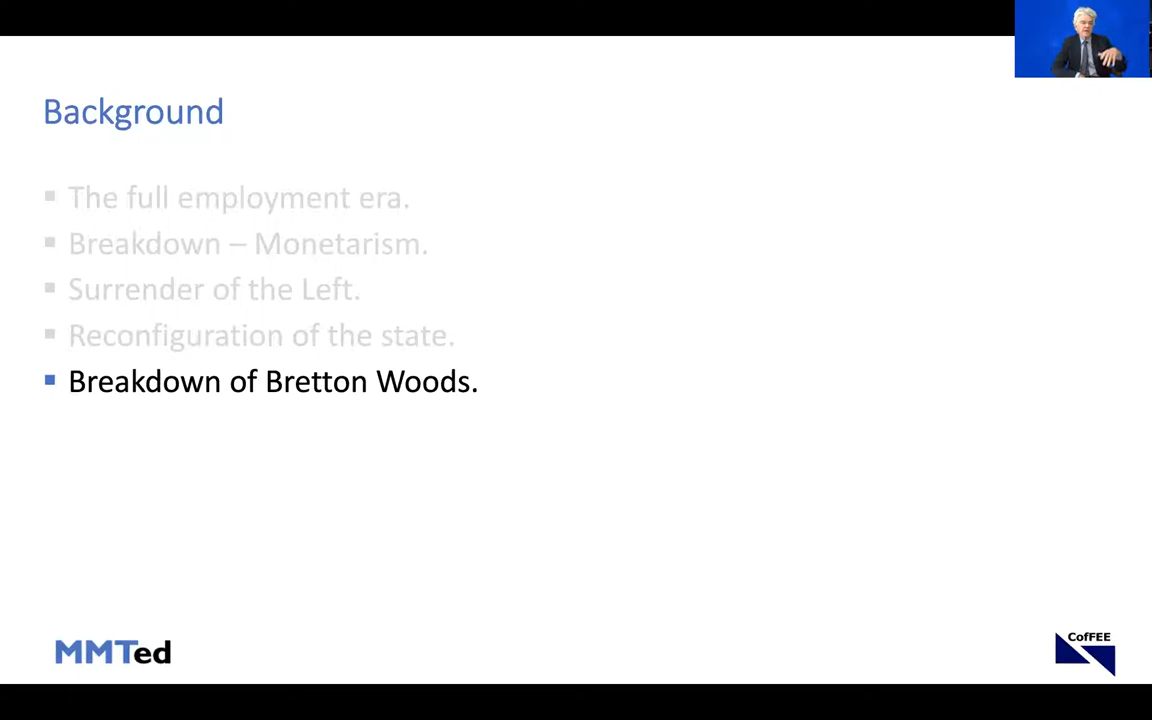 Background
▪ The full employment era.
▪ Breakdown – Monetarism.
▪ Surrender of the Left.
▪ Reconfiguration of the state.
▪ Breakdown of Bretton Woods.
MMTed
CofFEE